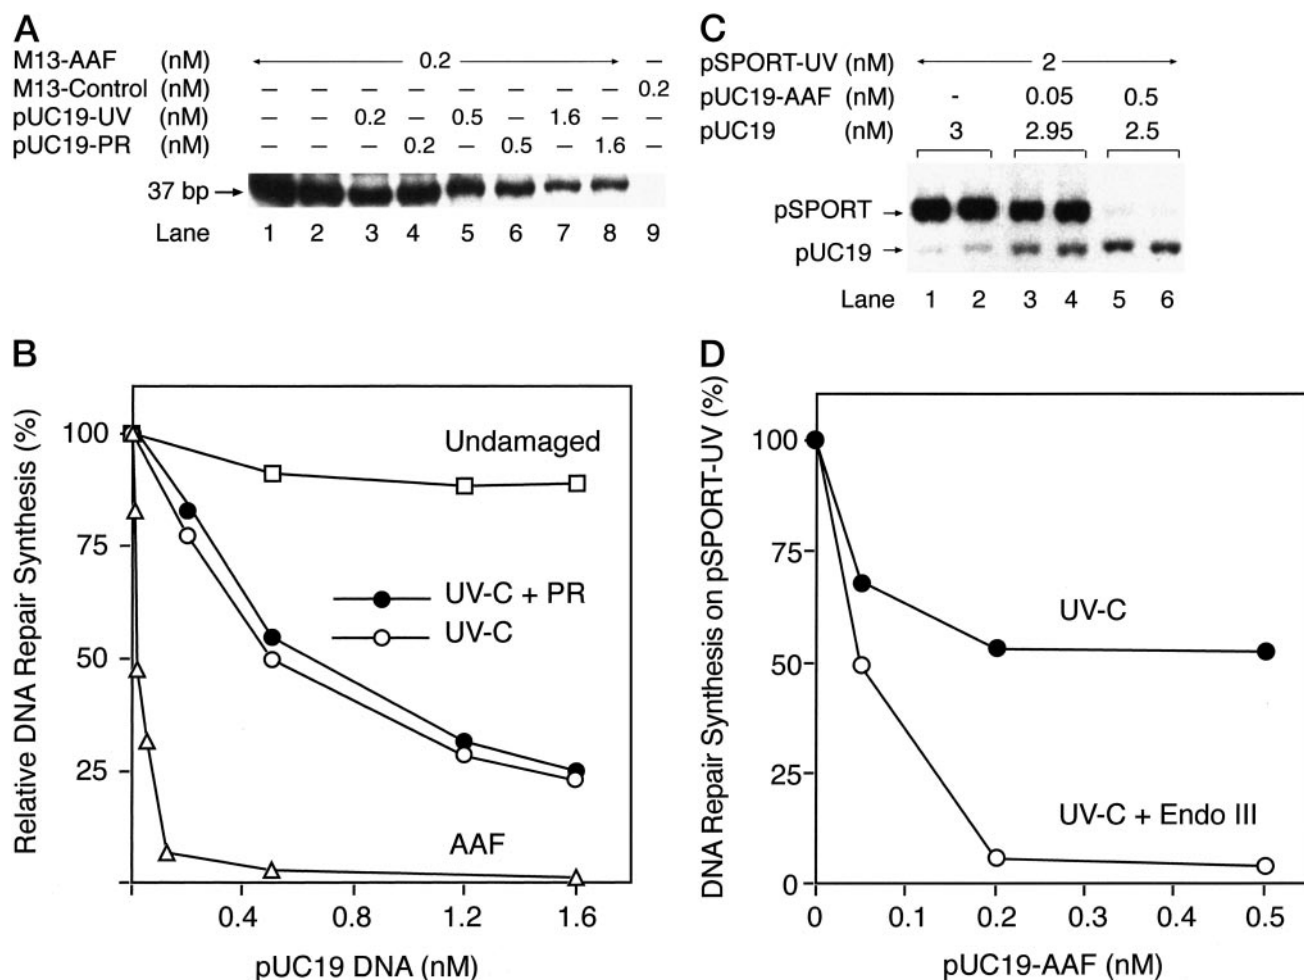 A
M13-AAF (nM) 0.2 —
M13-Control (nM) — — — — — — — — 0.2
pUC19-UV (nM) — — 0.2 — 0.5 — 1.6 — —
pUC19-PR (nM) — — — 0.2 — 0.5 — 1.6 —
37 bp
Lane 1 2 3 4 5 6 7 8 9
C
pSPORT-UV (nM) 2
pUC19-AAF (nM) - 0.05 0.5
pUC19 (nM) 3 2.95 2.5
pSPORT
pUC19
Lane 1 2 3 4 5 6
B
Relative DNA Repair Synthesis (%)
100
75
50
25
Undamaged
UV-C + PR
UV-C
AAF
0.4 0.8 1.2 1.6
pUC19 DNA (nM)
D
DNA Repair Synthesis on pSPORT-UV (%)
100
75
50
25
0
UV-C
UV-C + Endo III
0 0.1 0.2 0.3 0.4 0.5
pUC19-AAF (nM)